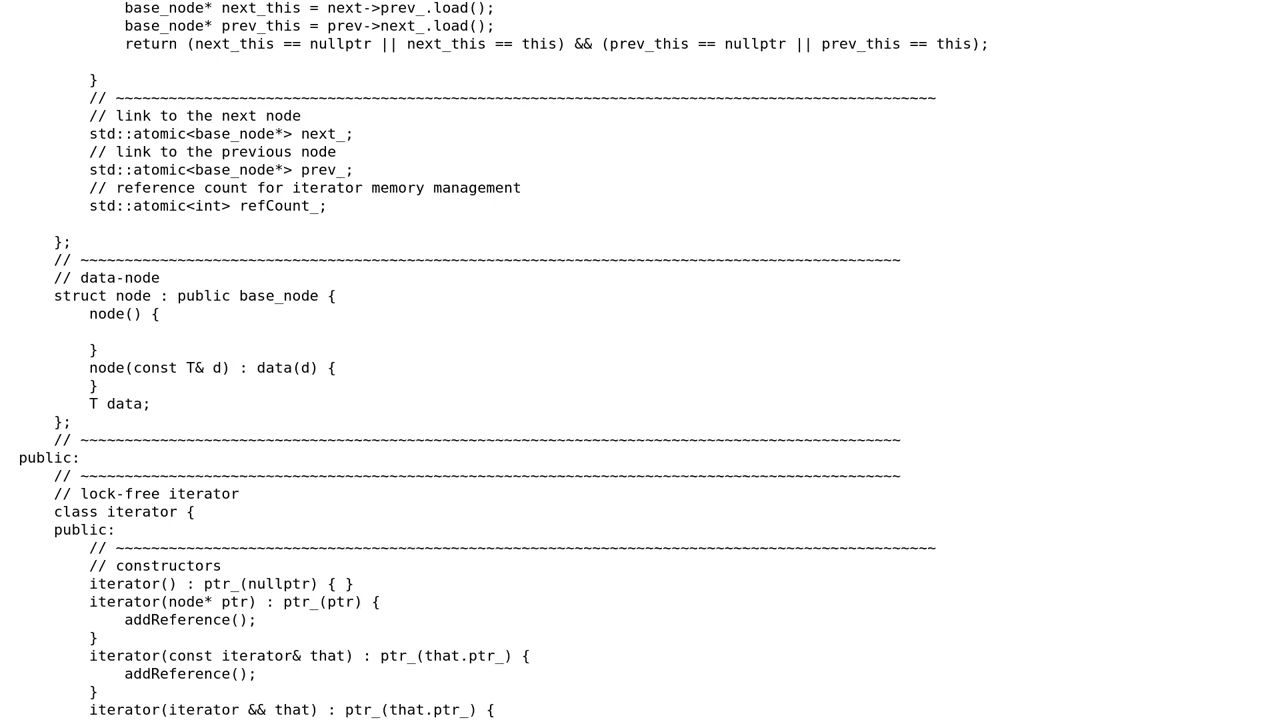 base_node* next_this = next->prev_.load();
            base_node* prev_this = prev->next_.load();
            return (next_this == nullptr || next_this == this) && (prev_this == nullptr || prev_this == this);

        }
        // ~~~~~~~~~~~~~~~~~~~~~~~~~~~~~~~~~~~~~~~~~~~~~~~~~~~~~~~~~~~~~~~~~~~~~~~~~~~~~~~~~~~~~~~~~~~~~
        // link to the next node
        std::atomic<base_node*> next_;
        // link to the previous node
        std::atomic<base_node*> prev_;
        // reference count for iterator memory management
        std::atomic<int> refCount_;

    };
    // ~~~~~~~~~~~~~~~~~~~~~~~~~~~~~~~~~~~~~~~~~~~~~~~~~~~~~~~~~~~~~~~~~~~~~~~~~~~~~~~~~~~~~~~~~~~~~
    // data-node
    struct node : public base_node {
        node() {

        }
        node(const T& d) : data(d) {
        }
        T data;
    };
    // ~~~~~~~~~~~~~~~~~~~~~~~~~~~~~~~~~~~~~~~~~~~~~~~~~~~~~~~~~~~~~~~~~~~~~~~~~~~~~~~~~~~~~~~~~~~~~
public:
    // ~~~~~~~~~~~~~~~~~~~~~~~~~~~~~~~~~~~~~~~~~~~~~~~~~~~~~~~~~~~~~~~~~~~~~~~~~~~~~~~~~~~~~~~~~~~~~
    // lock-free iterator
    class iterator {
    public:
        // ~~~~~~~~~~~~~~~~~~~~~~~~~~~~~~~~~~~~~~~~~~~~~~~~~~~~~~~~~~~~~~~~~~~~~~~~~~~~~~~~~~~~~~~~~~~~~
        // constructors
        iterator() : ptr_(nullptr) { }
        iterator(node* ptr) : ptr_(ptr) {
            addReference();
        }
        iterator(const iterator& that) : ptr_(that.ptr_) {
            addReference();
        }
        iterator(iterator && that) : ptr_(that.ptr_) {